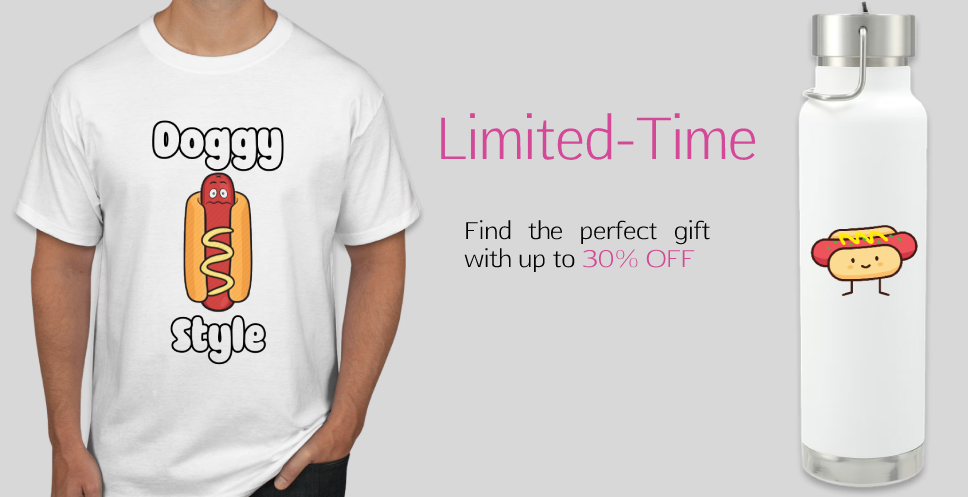 Doggy
Style
Limited-Time
Find the perfect gift
with up to 30% OFF